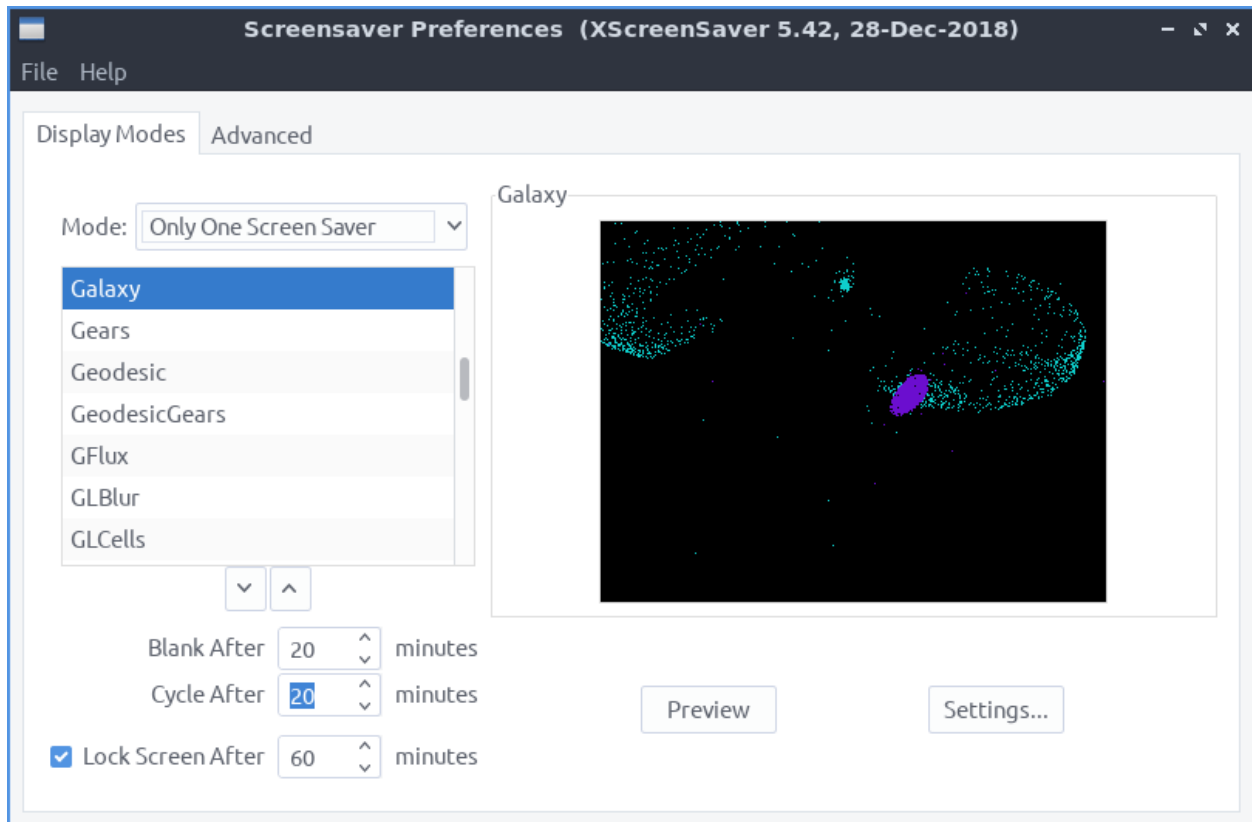 Screensaver Preferences (XScreenSaver 5.42, 28-Dec-2018)
File Help
Display Modes Advanced
Mode: Only One Screen Saver
Galaxy
Gears
Geodesic
GeodesicGears
GFlux
GLBlur
GLCells
Blank After 20 minutes
Cycle After 20 minutes
Lock Screen After 60 minutes
Galaxy
Preview Settings...